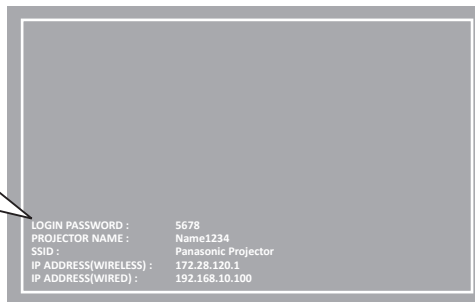 LOGIN PASSWORD : 5678
PROJECTOR NAME : Name1234
SSID : Panasonic Projector
IP ADDRESS(WIRELESS) : 172.28.120.1
IP ADDRESS(WIRED) : 192.168.10.100